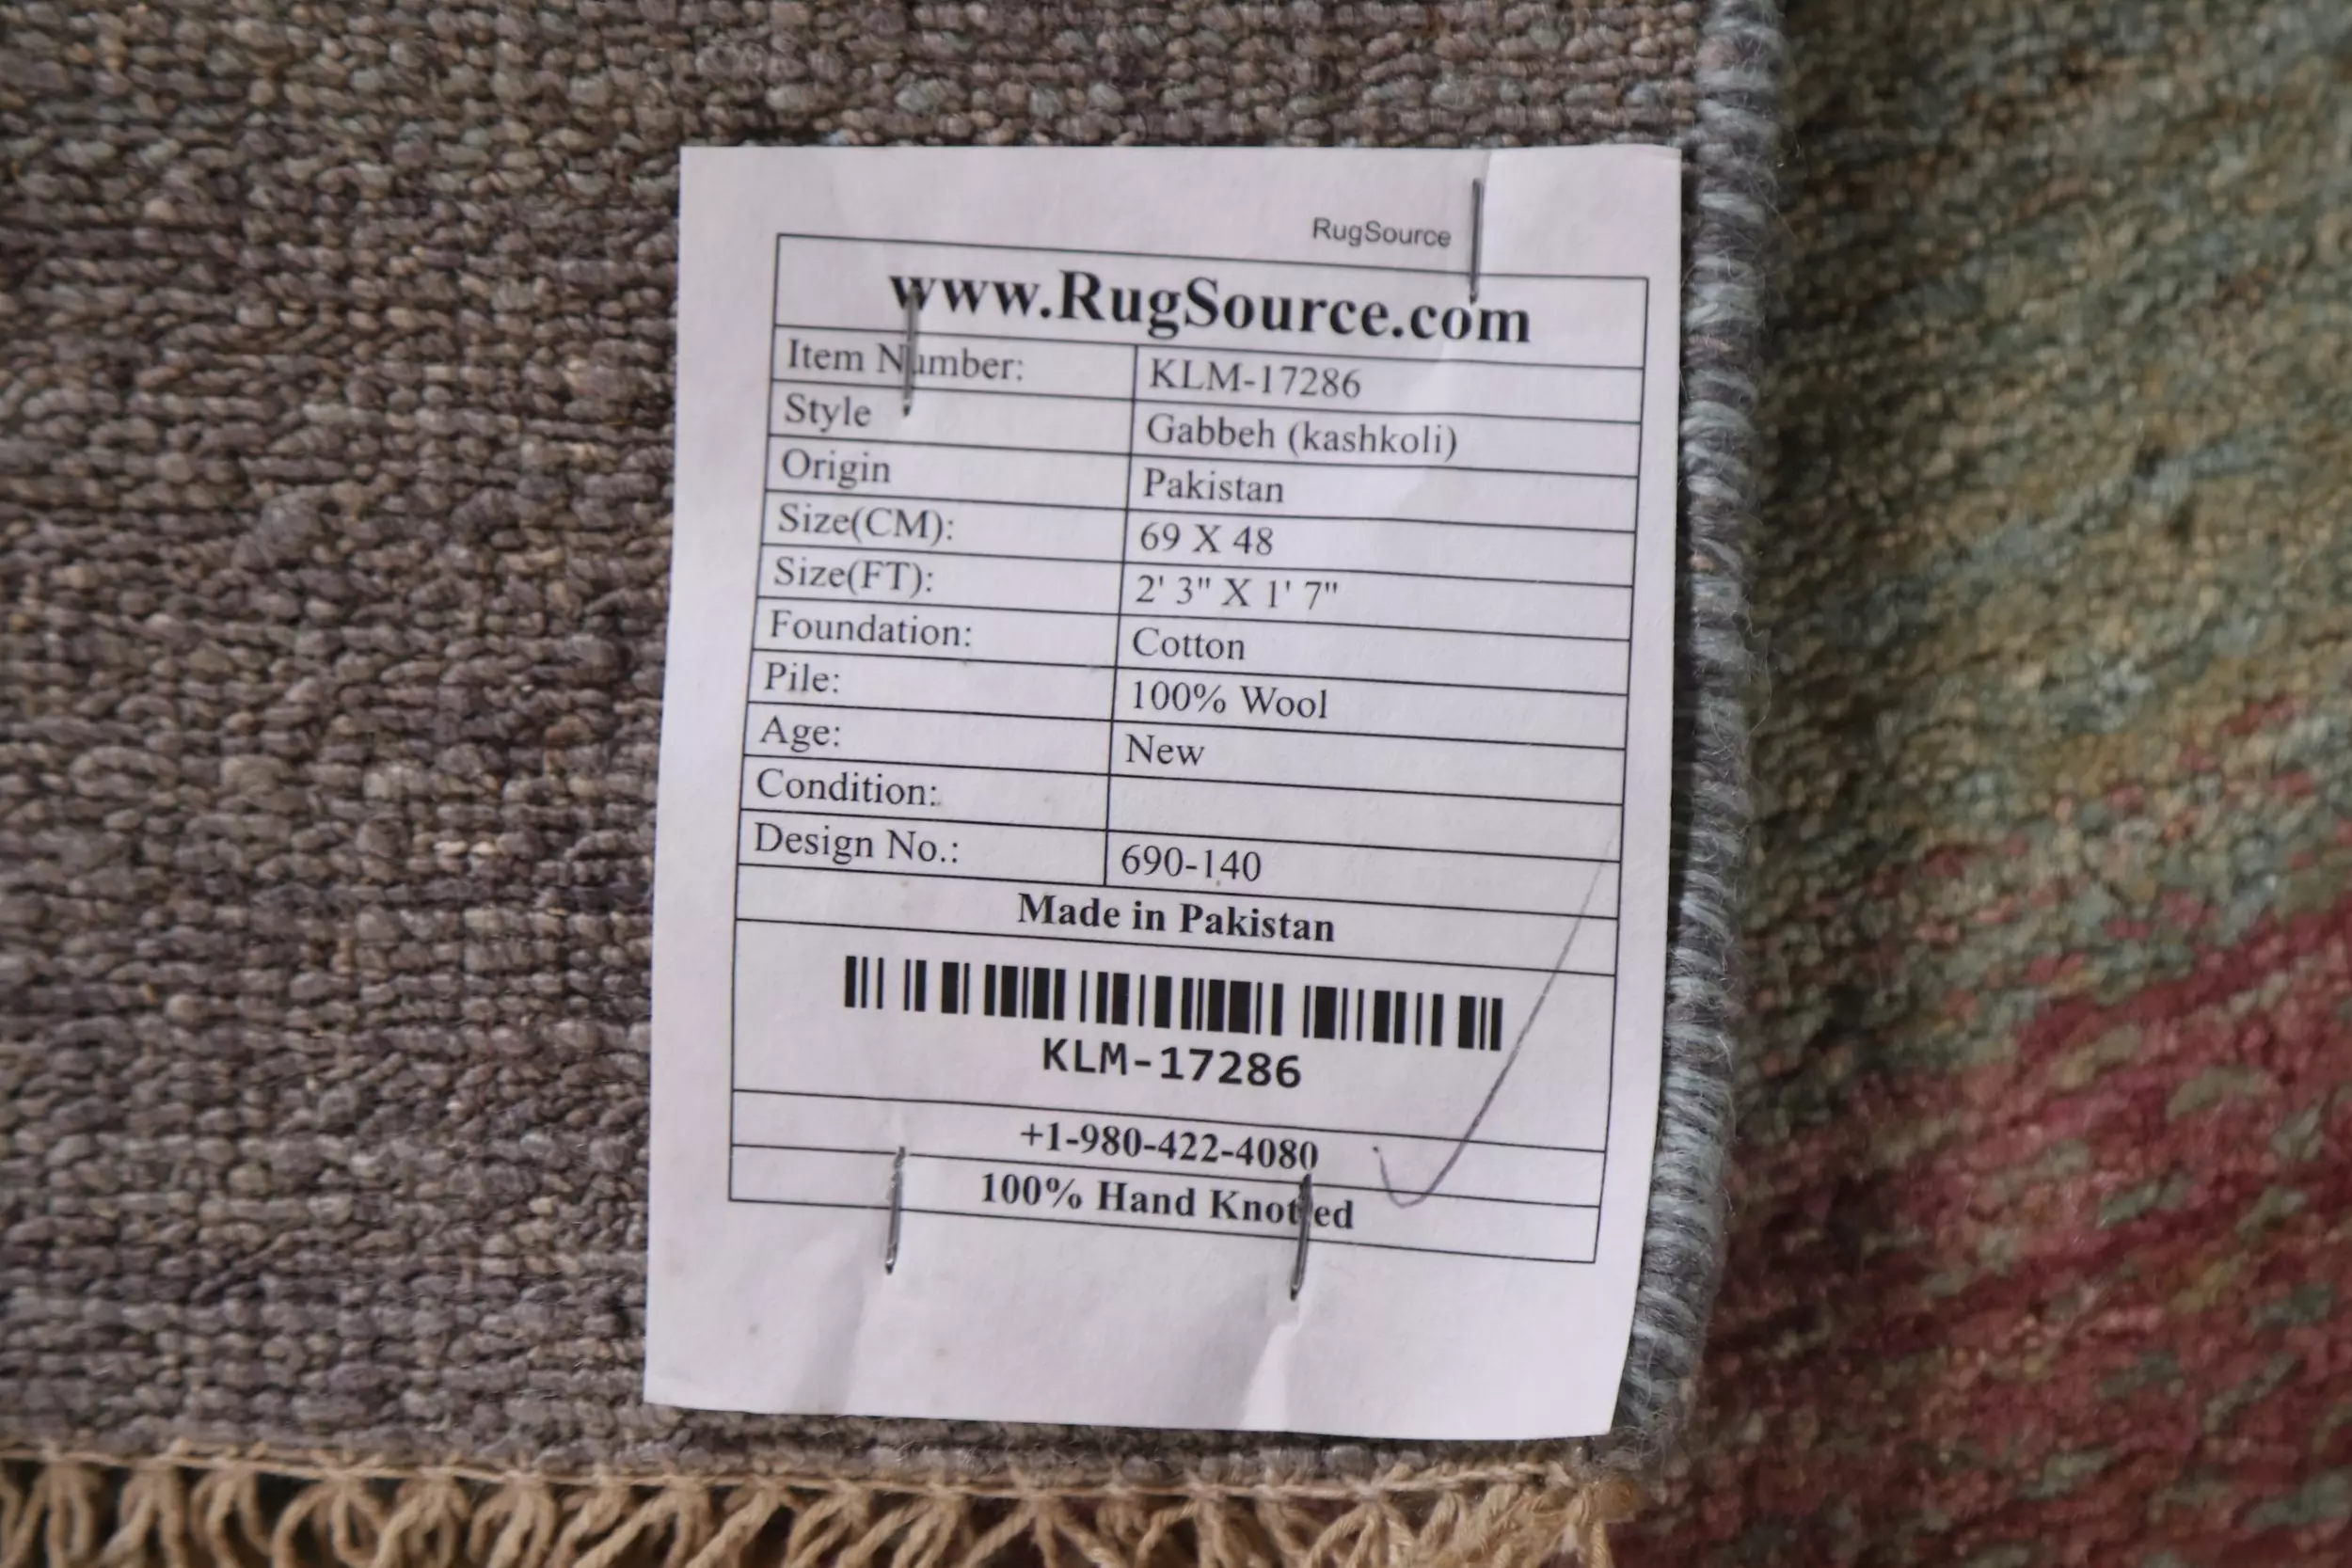 RugSource
www.RugSource.com
Item Number: KLM-17286
Style Gabbeh (kashkoli)
Origin Pakistan
Size(CM): 69 X 48
Size(FT): 2' 3" X 1' 7"
Foundation: Cotton
Pile: 100% Wool
Age: New
Condition:
Design No.: 690-140
Made in Pakistan
KLM-17286
+1-980-422-4080
100% Hand Knotted